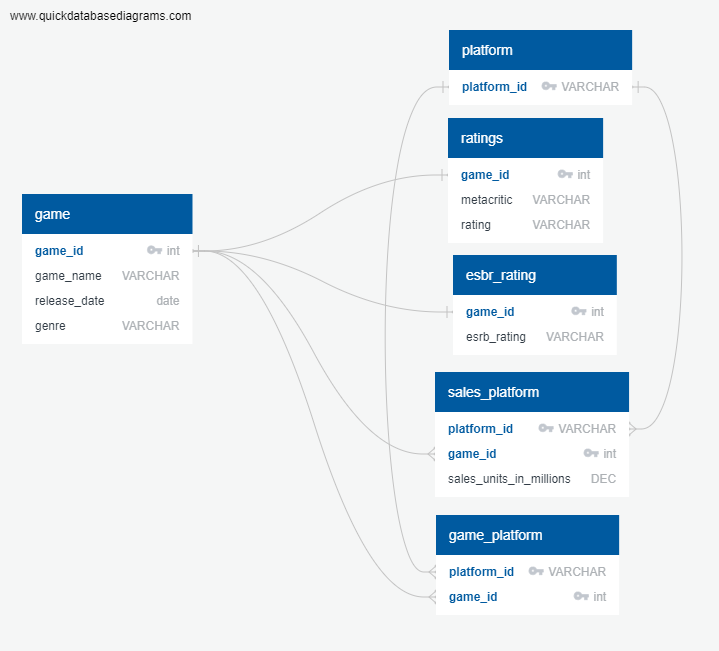 www.quickdatabasediagrams.com
platform
platform_id VARCHAR
ratings
game_id int
metacritic VARCHAR
rating VARCHAR
game
game_id int
game_name VARCHAR
release_date date
genre VARCHAR
esbr_rating
game_id int
esrb_rating VARCHAR
sales_platform
platform_id VARCHAR
game_id int
sales_units_in_millions DEC
game_platform
platform_id VARCHAR
game_id int